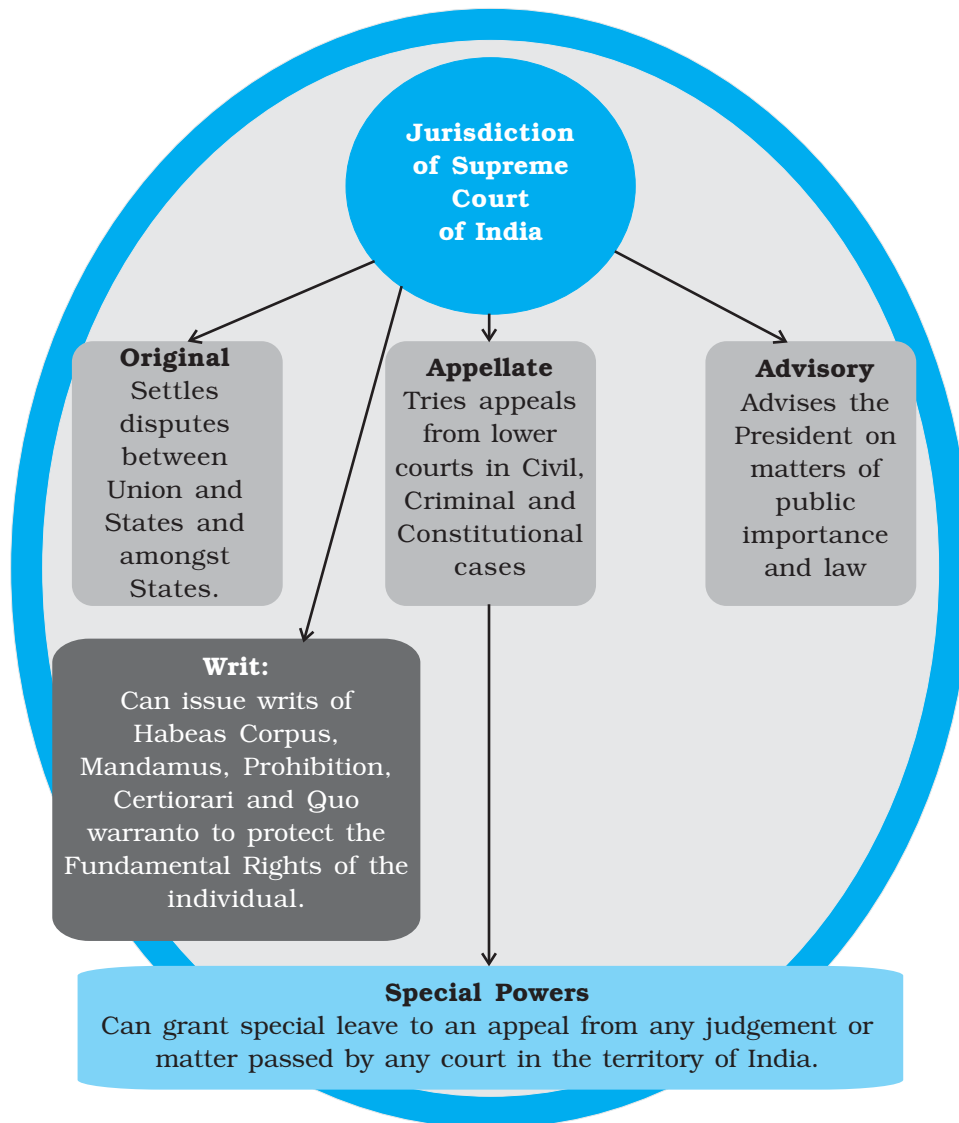 Jurisdiction
of Supreme
Court
of India
Original
Settles
disputes
between
Union and
States and
amongst
States.
Appellate
Tries appeals
from lower
courts in Civil,
Criminal and
Constitutional
cases
Advisory
Advises the
President on
matters of
public
importance
and law
Writ:
Can issue writs of
Habeas Corpus,
Mandamus, Prohibition,
Certiorari and Quo
warranto to protect the
Fundamental Rights of the
individual.
Special Powers
Can grant special leave to an appeal from any judgement or
matter passed by any court in the territory of India.